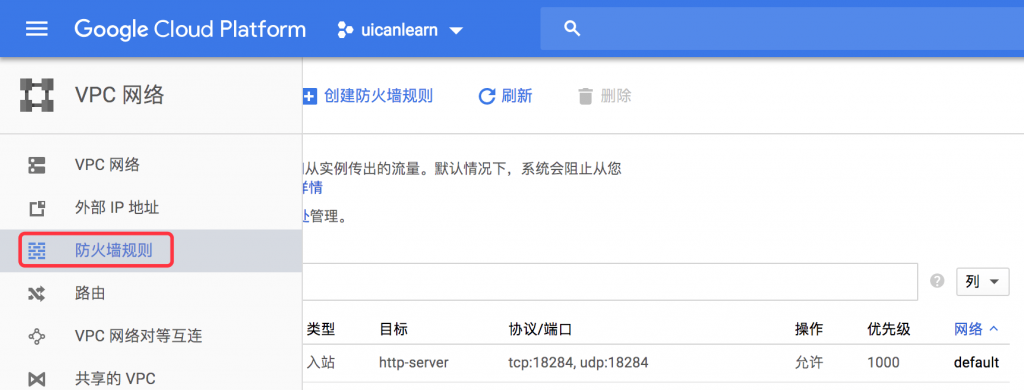 Google Cloud Platform uicanlearn
VPC 网络
创建防火墙规则 刷新 删除
VPC 网络
外部 IP 地址
防火墙规则
路由
VPC 网络对等互连
共享的 VPC
从实例传出的流量。默认情况下，系统会阻止从您
详情
处管理。
列
类型 目标 协议/端口 操作 优先级 网络
入站 http-server tcp:18284, udp:18284 允许 1000 default